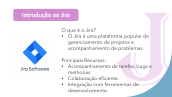 Introdução ao Jira
O que é o Jira?
• O Jira é uma plataforma popular de
gerenciamento de projetos e
acompanhamento de problemas.
Principais Recursos:
• Acompanhamento de tarefas, bugs e
melhorias.
• Colaboração eficiente.
• Integração com ferramentas de
desenvolvimento.
Jira Software
J